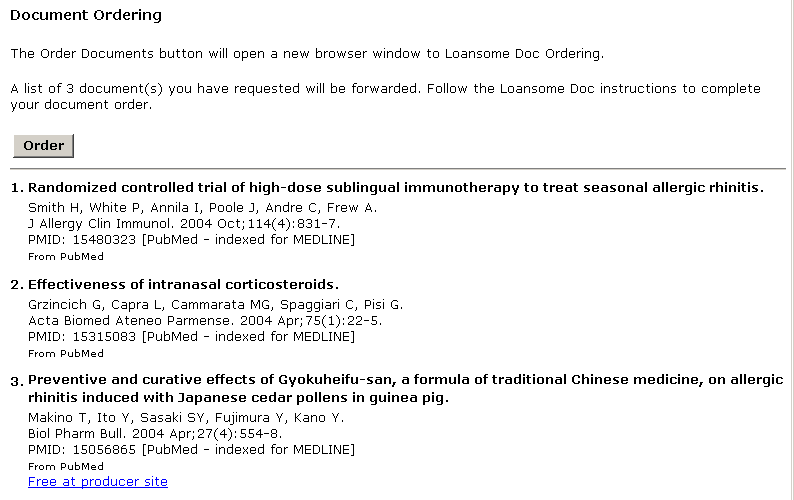 Document Ordering
The Order Documents button will open a new browser window to Loansome Doc Ordering.
A list of 3 document(s) you have requested will be forwarded. Follow the Loansome Doc instructions to complete
your document order.
Order
1. Randomized controlled trial of high-dose sublingual immunotherapy to treat seasonal allergic rhinitis.
Smith H, White P, Annila I, Poole J, Andre C, Frew A.
J Allergy Clin Immunol. 2004 Oct;114(4):831-7.
PMID: 15480323 [PubMed - indexed for MEDLINE]
From PubMed
2. Effectiveness of intranasal corticosteroids.
Grzincich G, Capra L, Cammarata MG, Spaggiari C, Pisi G.
Acta Biomed Ateneo Parmense. 2004 Apr;75(1):22-5.
PMID: 15315083 [PubMed - indexed for MEDLINE]
From PubMed
3. Preventive and curative effects of Gyokuheifu-san, a formula of traditional Chinese medicine, on allergic
rhinitis induced with Japanese cedar pollens in guinea pig.
Makino T, Ito Y, Sasaki SY, Fujimura Y, Kano Y.
Biol Pharm Bull. 2004 Apr;27(4):554-8.
PMID: 15056865 [PubMed - indexed for MEDLINE]
From PubMed
Free at producer site